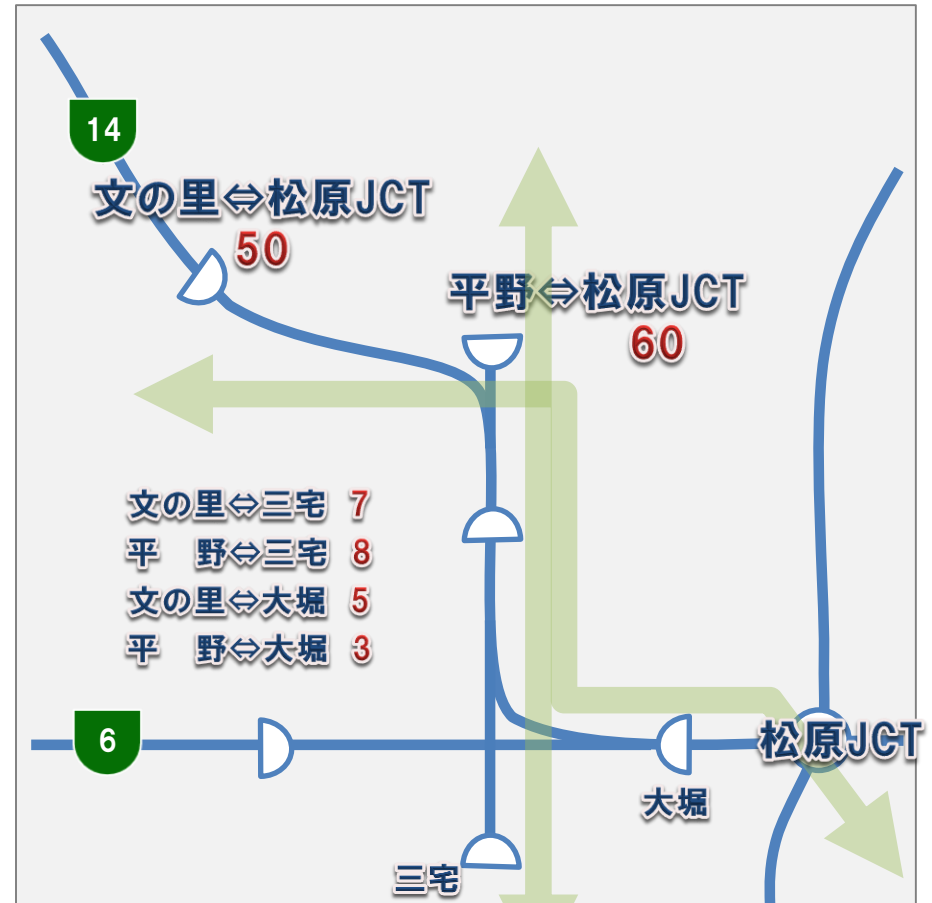 14
文の里⇔松原JCT
50
平野⇔松原JCT
60
文の里⇔三宅 7
平　野⇔三宅 8
文の里⇔大堀 5
平　野⇔大堀 3
6
松原JCT
大堀
三宅